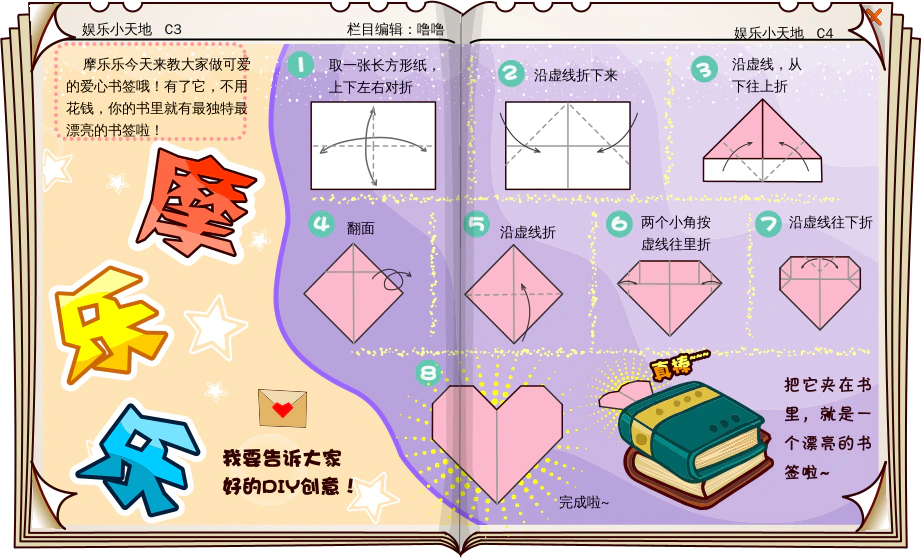 娱乐小天地 C3
栏目编辑：噜噜
娱乐小天地 C4
摩乐乐今天来教大家做可爱
的爱心书签哦！有了它，不用
花钱，你的书里就有最独特最
漂亮的书签啦！
摩
乐
乐
我要告诉大家
好的DIY创意！
1
取一张长方形纸，
上下左右对折
2
沿虚线折下来
3
沿虚线，从
下往上折
4
翻面
5
沿虚线折
6
两个小角按
虚线往里折
7
沿虚线往下折
8
完成啦~
真棒~~~
把它夹在书
里，就是一
个漂亮的书
签啦~